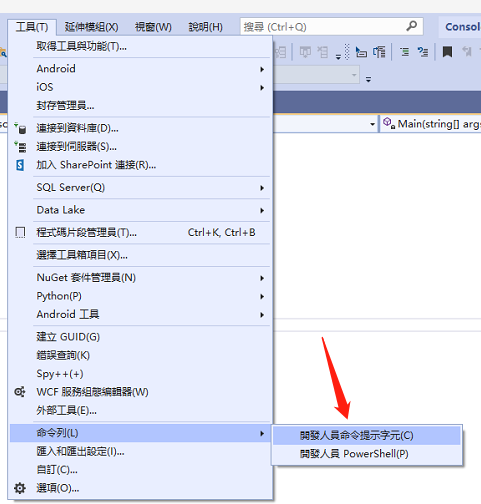 工具(T) 延伸模組(X) 視窗(W) 說明(H) 搜尋 (Ctrl+Q) Consol
取得工具與功能(T)...
Android
iOS
封存管理員...
Main(string[] args
連接到資料庫(D)...
連接到伺服器(S)...
加入 SharePoint 連接(R)...
SQL Server(Q)
Data Lake
程式碼片段管理員(T)... Ctrl+K, Ctrl+B
選擇工具箱項目(X)...
NuGet 套件管理員(N)
Python(P)
Android 工具
建立 GUID(G)
錯誤查詢(K)
Spy++(+)
WCF 服務組態編輯器(W)
外部工具(E)...
命令列(L)
開發人員命令提示字元(C)
匯入和匯出設定(I)...
開發人員 PowerShell(P)
自訂(C)...
選項(O)...